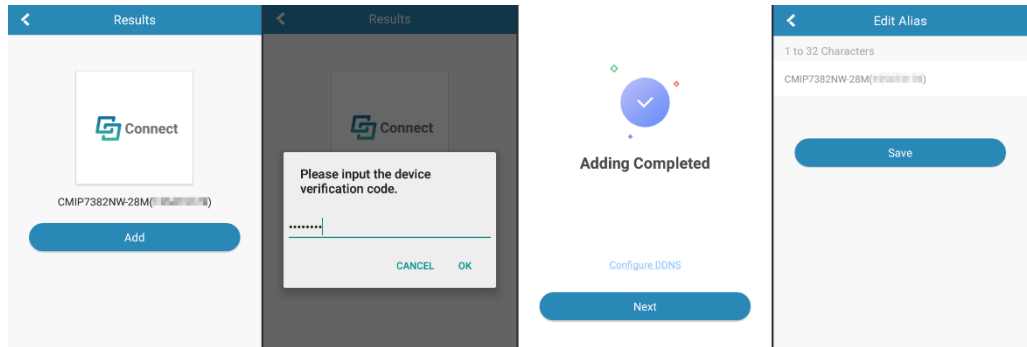 Results
Connect
CMIP7382NW-28M(
)
Add
Results
Connect
Please input the device
verification code.
••••••••
CANCEL OK
Adding Completed
Configure DDNS
Next
Edit Alias
1 to 32 Characters
CMIP7382NW-28M(
)
Save